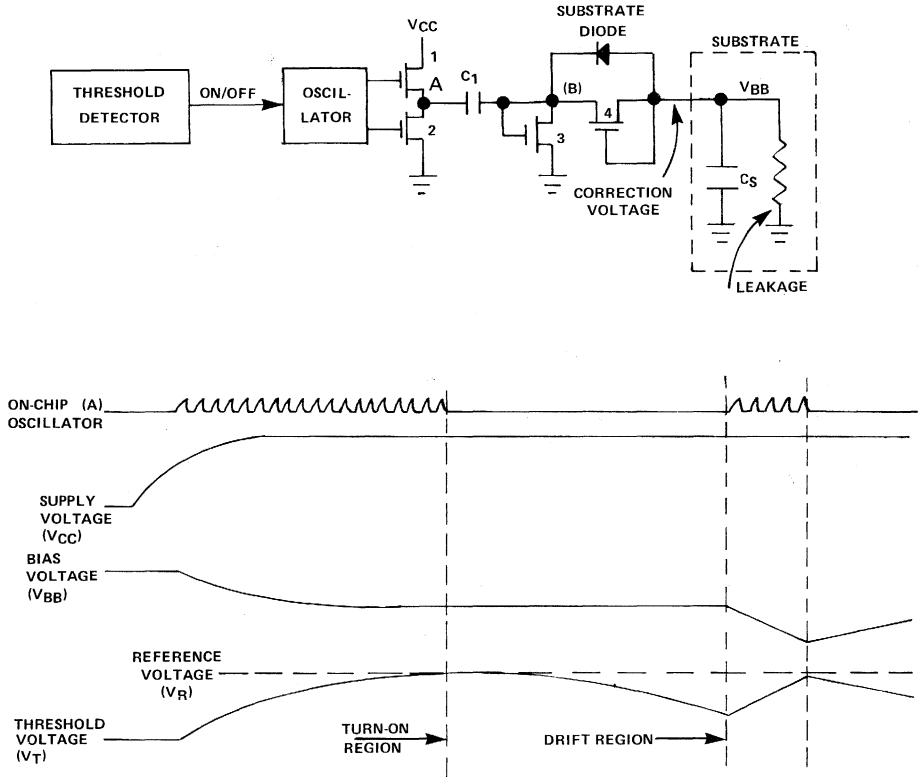 VCC
1
THRESHOLD
DETECTOR
ON/OFF
OSCIL-
LATOR
A
2
C1
(B)
3
SUBSTRATE
DIODE
4
CORRECTION
VOLTAGE
SUBSTRATE
VBB
CS
LEAKAGE
ON-CHIP (A)
OSCILLATOR
SUPPLY
VOLTAGE
(VCC)
BIAS
VOLTAGE
(VBB)
REFERENCE
VOLTAGE
(VR)
THRESHOLD
VOLTAGE
(VT)
TURN-ON
REGION
DRIFT REGION